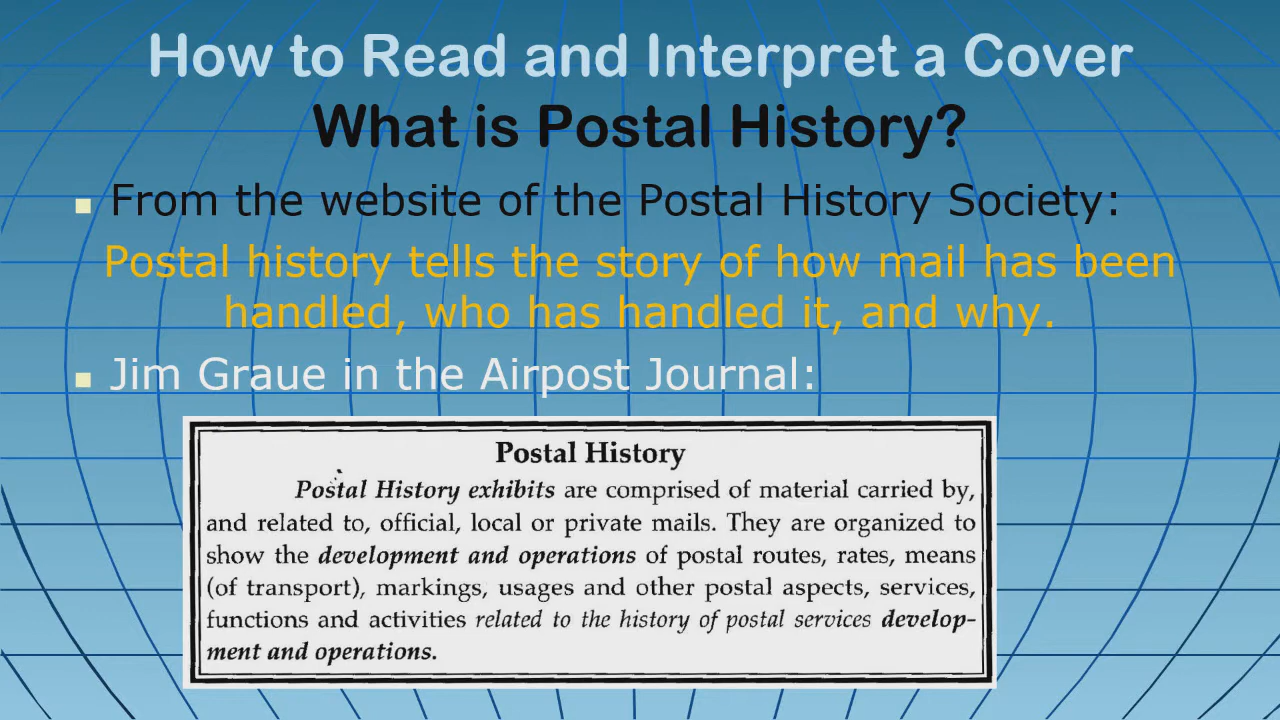 How to Read and Interpret a Cover
What is Postal History?
From the website of the Postal History Society:
Postal history tells the story of how mail has been
handled, who has handled it, and why.
Jim Graue in the Airpost Journal:
Postal History
Postal History exhibits are comprised of material carried by,
and related to, official, local or private mails. They are organized to
show the development and operations of postal routes, rates, means
(of transport), markings, usages and other postal aspects, services,
functions and activities related to the history of postal services develop-
ment and operations.